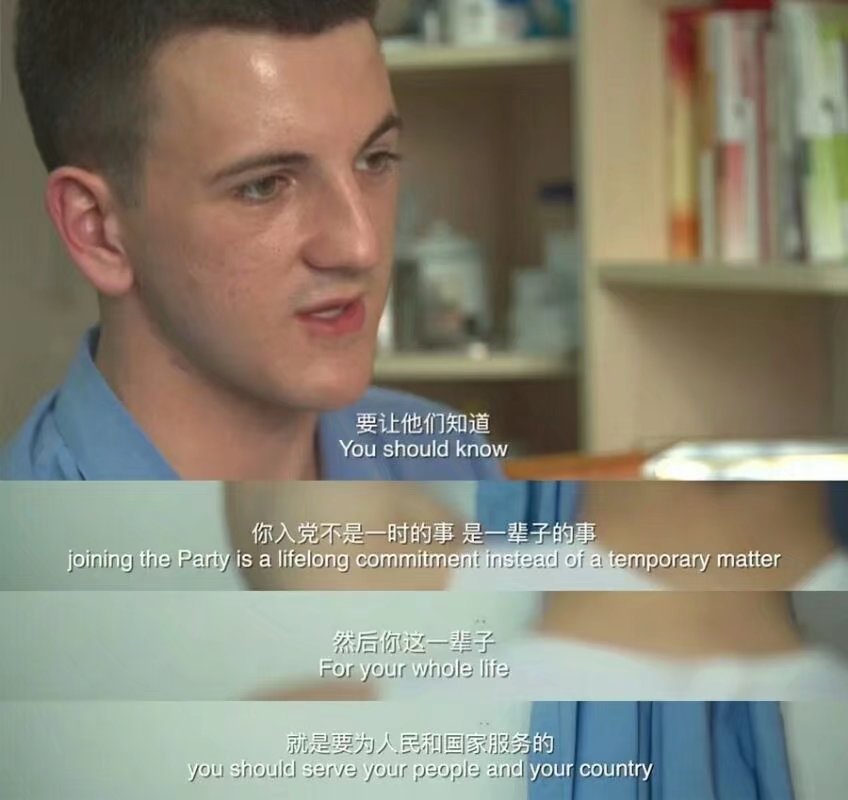 要让他们知道
You should know
你入党不是一时的事 是一辈子的事
joining the Party is a lifelong commitment instead of a temporary matter
然后你这一辈子
For your whole life
就是要为人民和国家服务的
you should serve your people and your country